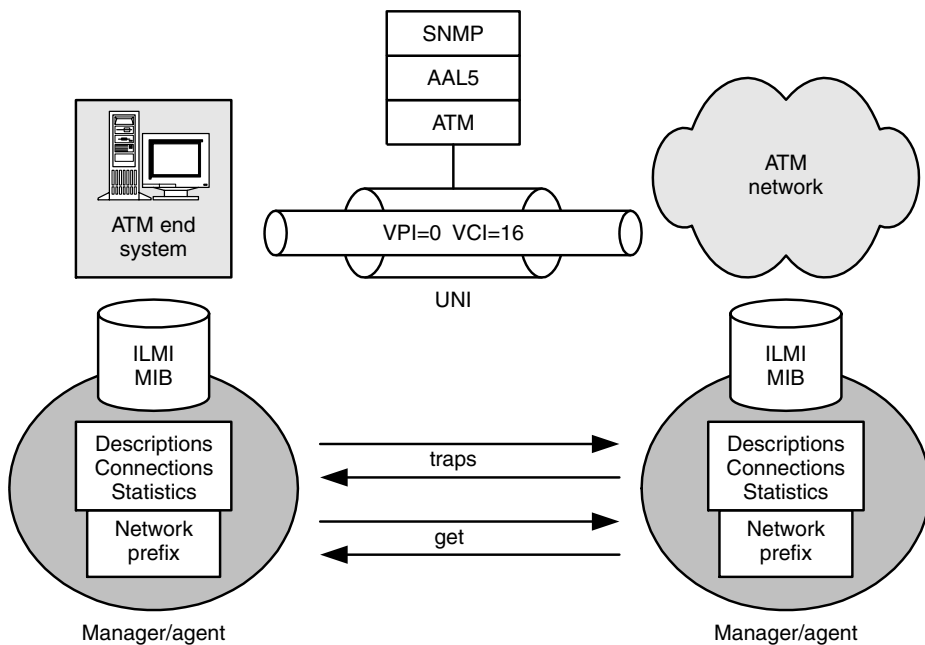 SNMP
AAL5
ATM
ATM end
system
VPI=0 VCI=16
UNI
ATM
network
ILMI
MIB
Descriptions
Connections
Statistics
Network
prefix
Manager/agent
traps
get
ILMI
MIB
Descriptions
Connections
Statistics
Network
prefix
Manager/agent